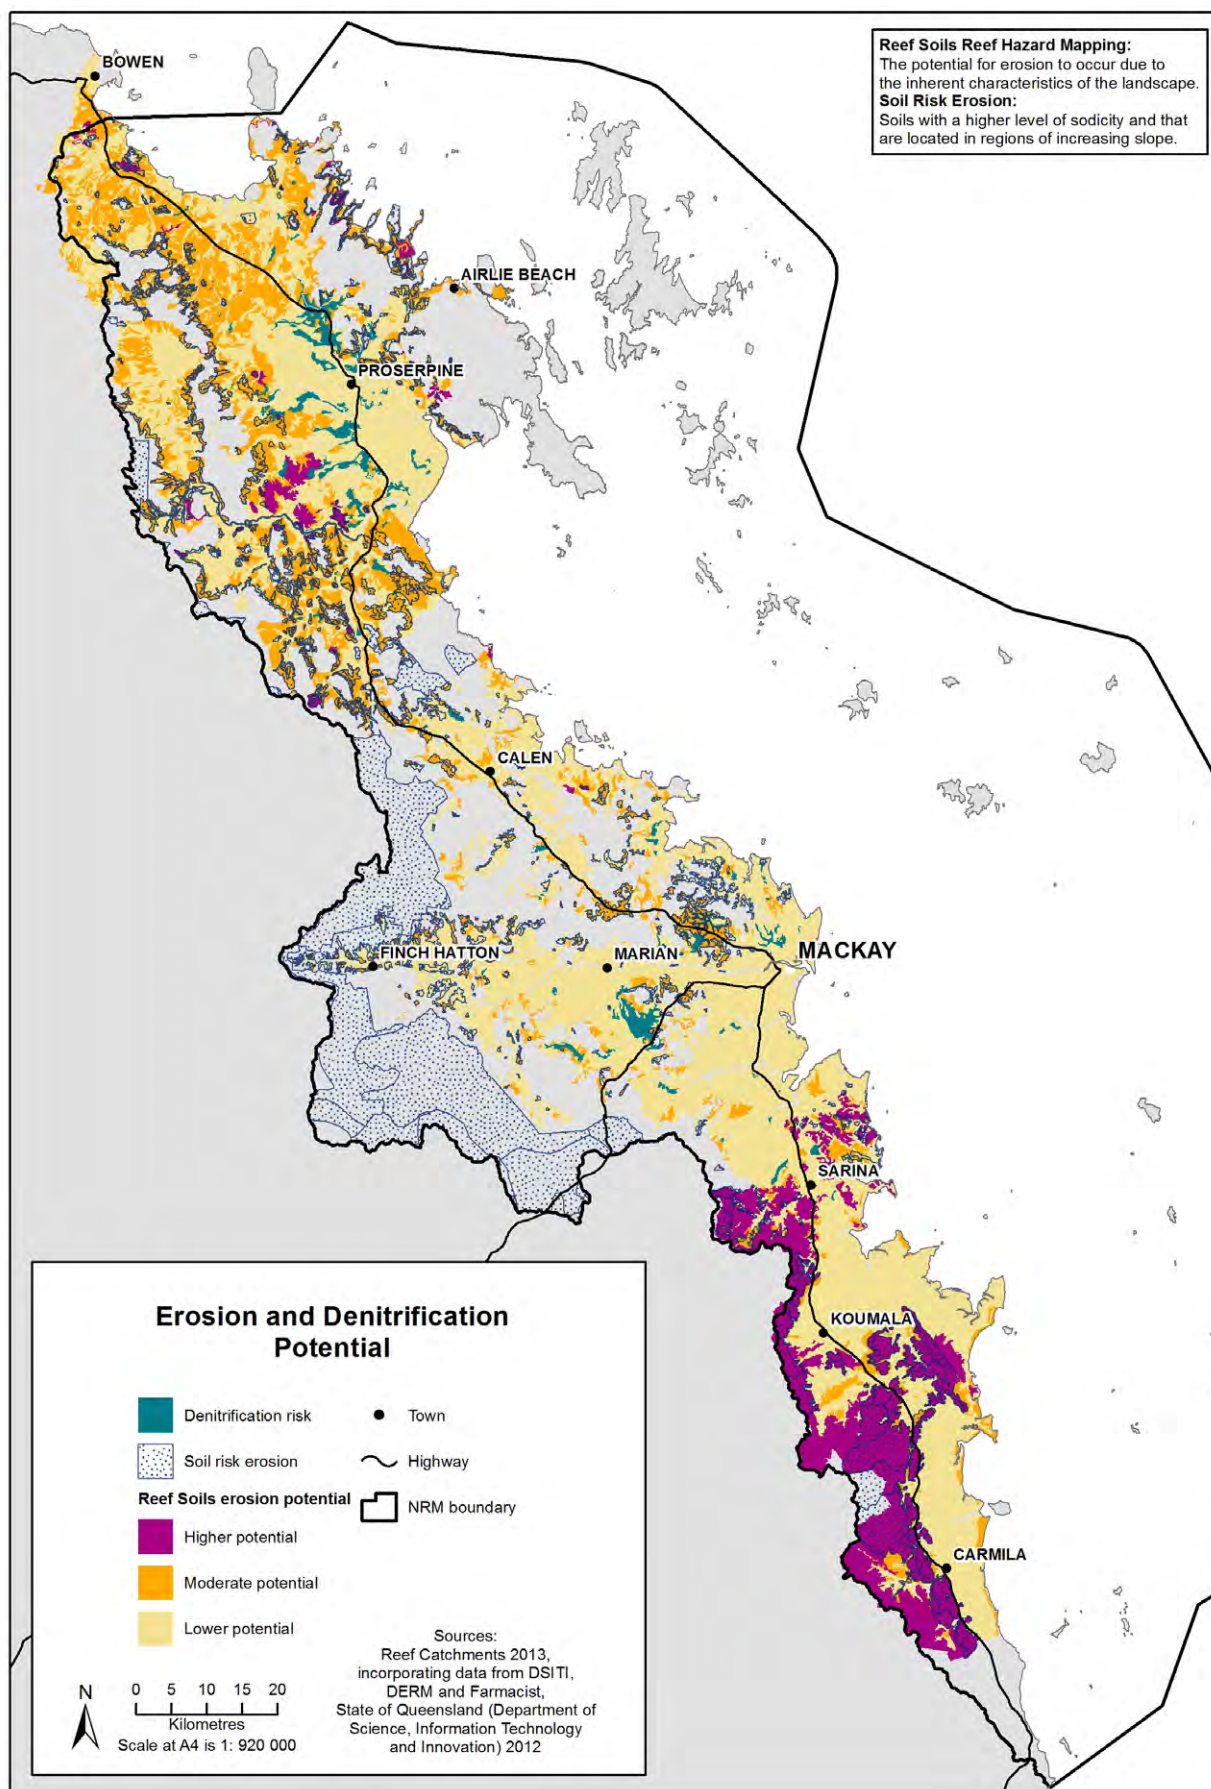 Reef Soils Reef Hazard Mapping:
The potential for erosion to occur due to
the inherent characteristics of the landscape.
Soil Risk Erosion:
Soils with a higher level of sodicity and that
are located in regions of increasing slope.
BOWEN
AIRLIE BEACH
PROSERPINE
CALEN
FINCH HATTON
MARIAN
MACKAY
SARINA
KOUMALA
CARMILA
Erosion and Denitrification
Potential
Denitrification risk
Town
Soil risk erosion
Highway
Reef Soils erosion potential
NRM boundary
Higher potential
Moderate potential
Lower potential
Sources:
Reef Catchments 2013,
incorporating data from DSITI,
DERM and Farmacist,
State of Queensland (Department of
Science, Information Technology
and Innovation) 2012
N
0 5 10 15 20
Kilometres
Scale at A4 is 1: 920 000